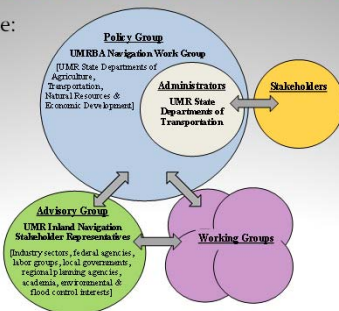 e:
Policy Group
UMRBA Navigation Work Group
[UMR State Departments of
Agriculture,
Transportation,
Natural Resources &
Economic Development]
Administrators
UMR State
Departments of
Transportation
Stakeholders
Advisory Group
UMR Inland Navigation
Stakeholder Representatives
[Industry sectors, federal agencies,
labor groups, local governments,
regional planning agencies,
academia, environmental &
flood control interests]
Working Groups